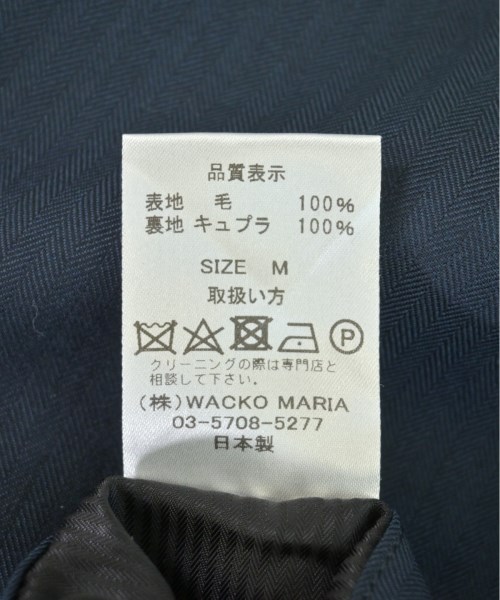 品質表示
表地 毛 100%
裏地 キュプラ 100%
SIZE M
取扱い方
P
クリーニングの際は専門店と
相談して下さい。
(株)WACKO MARIA
03-5708-5277
日本製